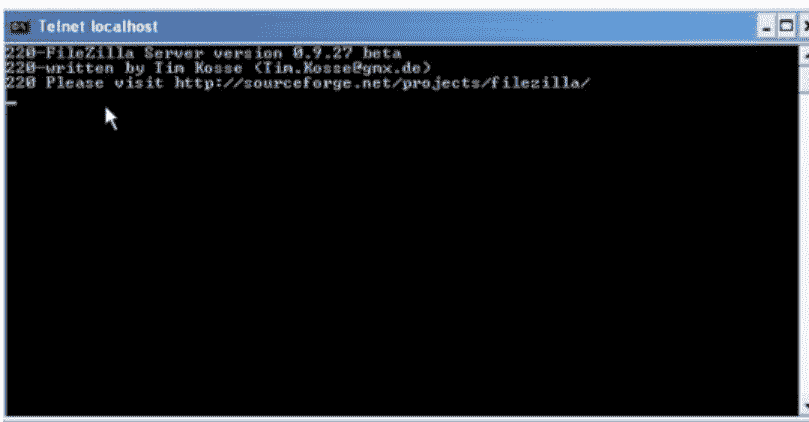 Telnet localhost
220-FileZilla Server version 0.9.27 beta
220-written by Tim Kosse (Tim.Kosse@gmx.de)
220 Please visit http://sourceforge.net/projects/filezilla/